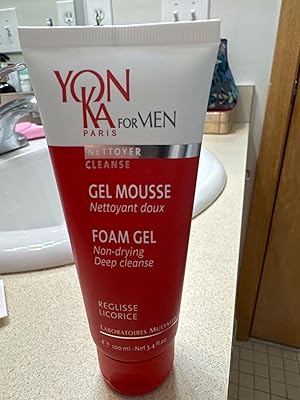 YON
KA FOR MEN
PARIS
NETTOYER
CLEANSE
GEL MOUSSE
Nettoyant doux
FOAM GEL
Non-drying
Deep cleanse
REGLISSE
LICORICE
LABORATOIRES
℮ 100 ml - Net 3.4 fl.oz